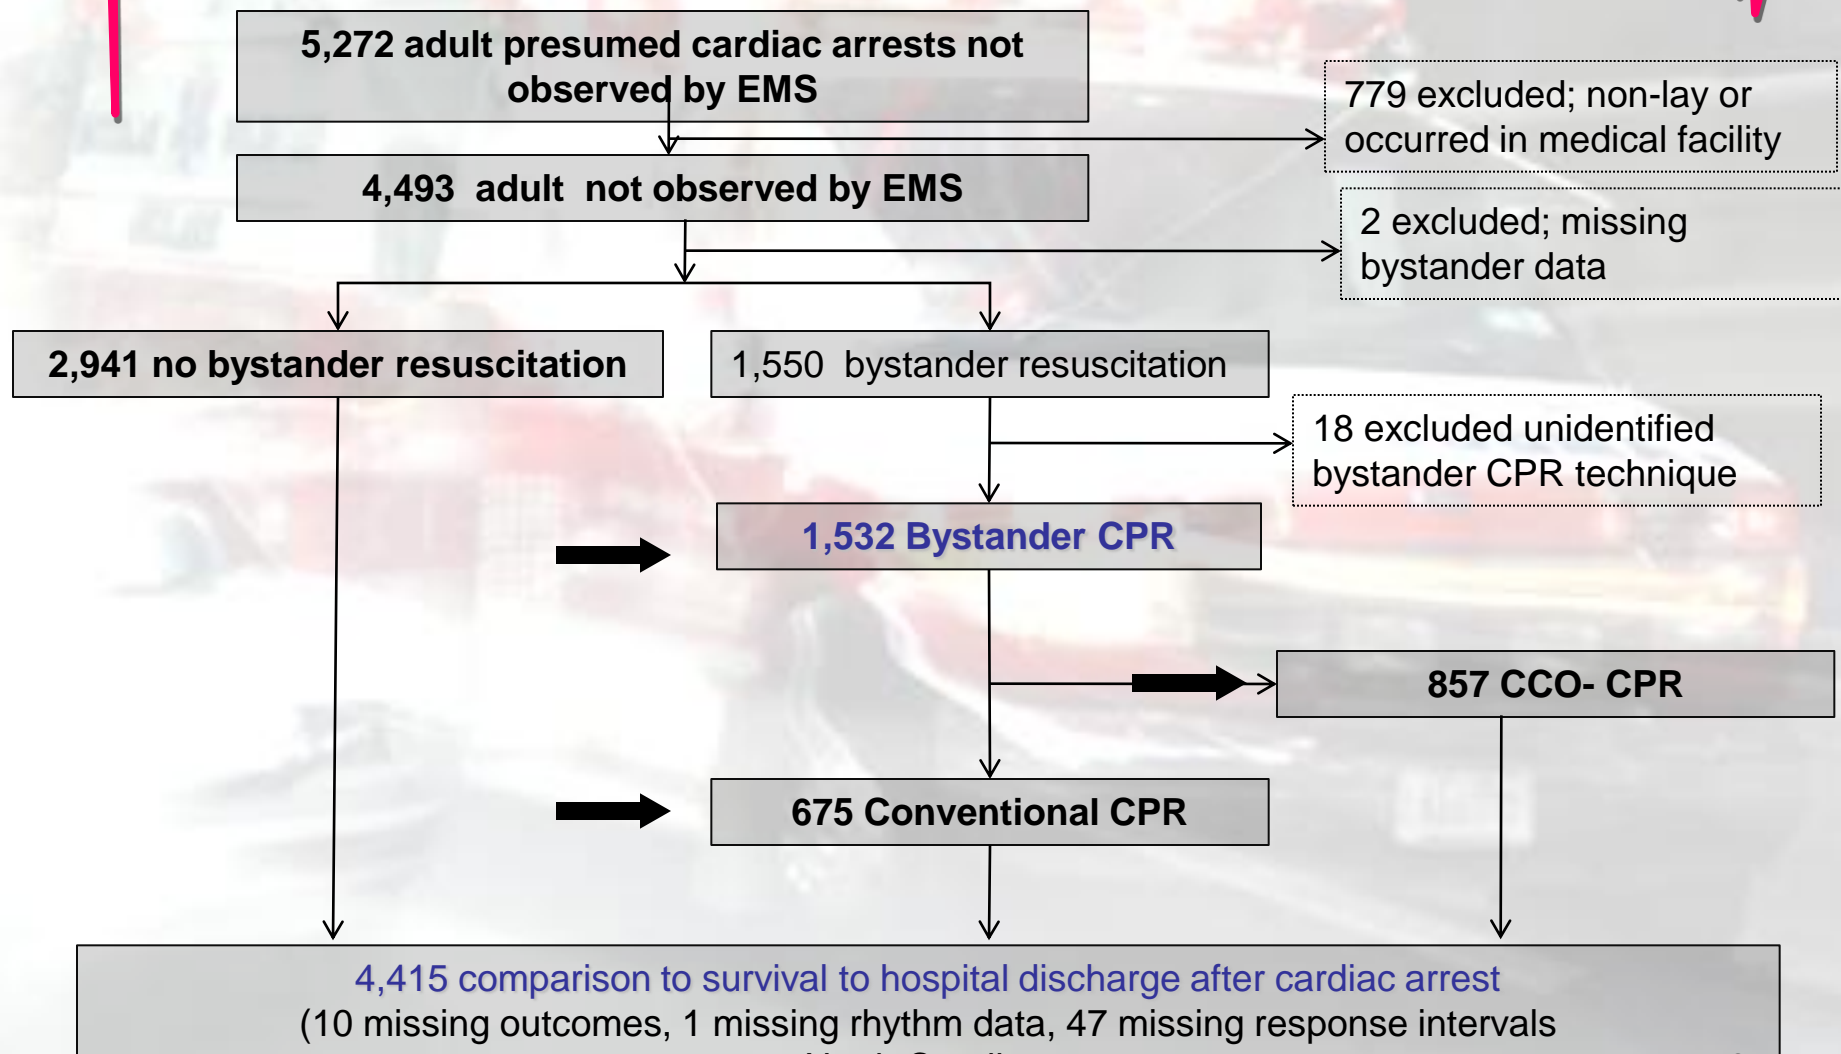 5,272 adult presumed cardiac arrests not
observed by EMS
779 excluded; non-lay or
occurred in medical facility
4,493 adult not observed by EMS
2 excluded; missing
bystander data
2,941 no bystander resuscitation
1,550 bystander resuscitation
18 excluded unidentified
bystander CPR technique
1,532 Bystander CPR
857 CCO- CPR
675 Conventional CPR
4,415 comparison to survival to hospital discharge after cardiac arrest
(10 missing outcomes, 1 missing rhythm data, 47 missing response intervals